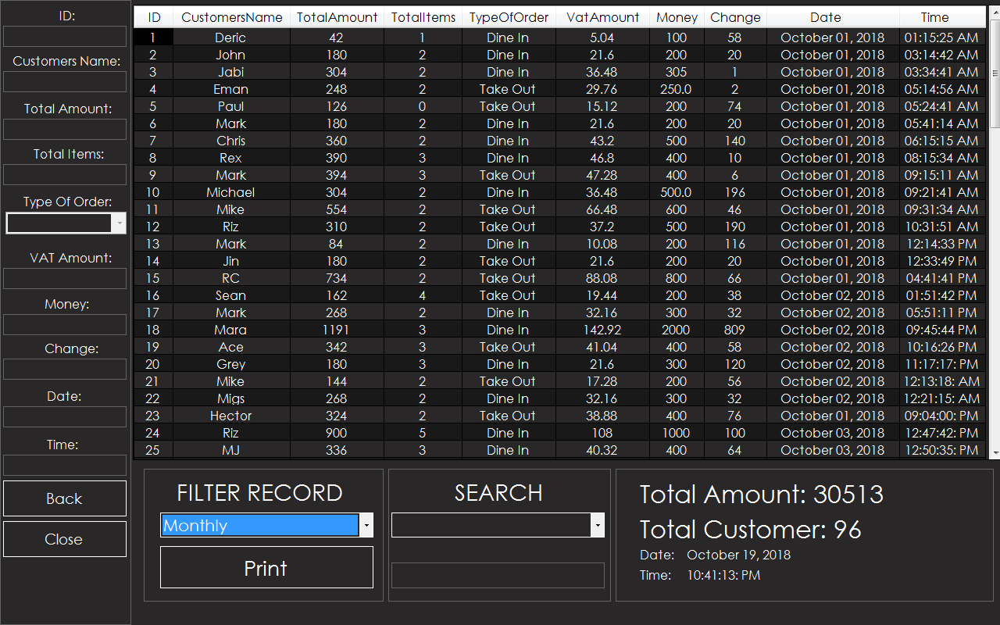 ID:
Customers Name:
Total Amount:
Total Items:
Type Of Order:
VAT Amount:
Money:
Change:
Date:
Time:
Back
Close
ID CustomersName TotalAmount TotalItems TypeOfOrder VatAmount Money Change Date Time
1 Deric 42 1 Dine In 5.04 100 58 October 01, 2018 01:15:25 AM
2 John 180 2 Dine In 21.6 200 20 October 01, 2018 03:14:42 AM
3 Jabi 304 2 Dine In 36.48 305 1 October 01, 2018 03:34:41 AM
4 Eman 248 2 Take Out 29.76 250.0 2 October 01, 2018 05:14:56 AM
5 Paul 126 0 Take Out 15.12 200 74 October 01, 2018 05:24:41 AM
6 Mark 180 2 Dine In 21.6 200 20 October 01, 2018 05:41:14 AM
7 Chris 360 2 Dine In 43.2 500 140 October 01, 2018 06:15:15 AM
8 Rex 390 3 Dine In 46.8 400 10 October 01, 2018 08:15:34 AM
9 Mark 394 3 Take Out 47.28 400 6 October 01, 2018 09:15:11 AM
10 Michael 304 2 Dine In 36.48 500.0 196 October 01, 2018 09:21:41 AM
11 Mike 554 2 Take Out 66.48 600 46 October 01, 2018 09:31:34 AM
12 Riz 310 2 Take Out 37.2 500 190 October 01, 2018 10:31:51 AM
13 Mark 84 2 Dine In 10.08 200 116 October 01, 2018 12:14:33 PM
14 Jin 180 2 Take Out 21.6 200 20 October 01, 2018 12:33:49 PM
15 RC 734 2 Take Out 88.08 800 66 October 01, 2018 04:41:41 PM
16 Sean 162 4 Take Out 19.44 200 38 October 02, 2018 01:51:42 PM
17 Mark 268 2 Dine In 32.16 300 32 October 02, 2018 05:51:11 PM
18 Mara 1191 3 Dine In 142.92 2000 809 October 02, 2018 09:45:44 PM
19 Ace 342 3 Take Out 41.04 400 58 October 02, 2018 10:16:26 PM
20 Grey 180 3 Dine In 21.6 300 120 October 02, 2018 11:17:17: PM
21 Mike 144 2 Take Out 17.28 200 56 October 02, 2018 12:13:18: AM
22 Migs 268 2 Dine In 32.16 300 32 October 02, 2018 12:21:15: AM
23 Hector 324 2 Take Out 38.88 400 76 October 01, 2018 09:04:00: PM
24 Riz 900 5 Dine In 108 1000 100 October 03, 2018 12:47:42: PM
25 MJ 336 3 Dine In 40.32 400 64 October 03, 2018 12:50:35: PM
FILTER RECORD
Monthly
Print
SEARCH
Total Amount: 30513
Total Customer: 96
Date: October 19, 2018
Time: 10:41:13: PM